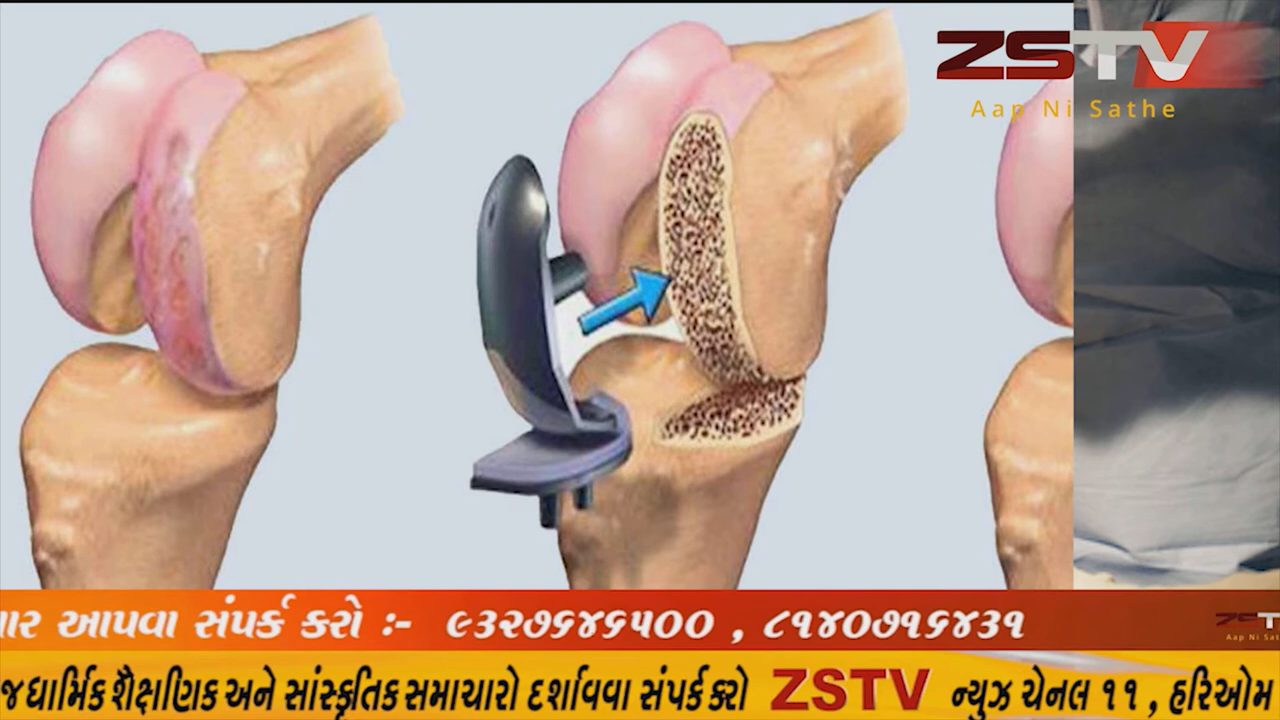 ZSTV
Aap Ni Sathe
આપવા સંપર્ક કરો :- ૯૩૨૭૬૪૬૫૦૦ , ૮૧૪૦૭૧૬૪૩૧
ધાર્મિક શૈક્ષણિક અને સાંસ્કૃતિક સમાચારો દર્શાવવા સંપર્ક કરો ZSTV ન્યુઝ ચેનલ ૧૧ , હરિઓમ